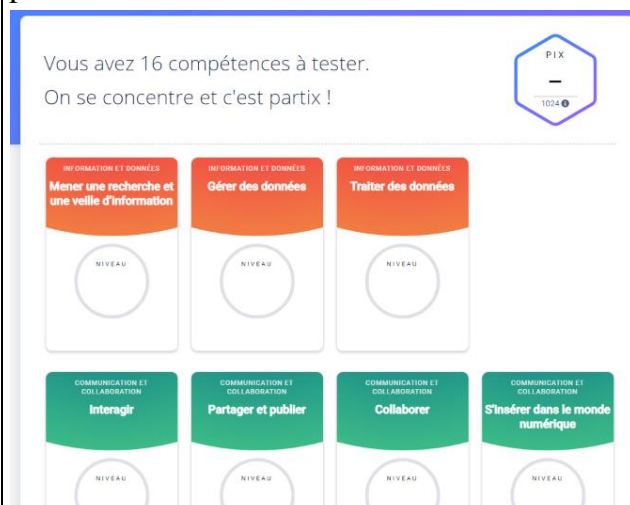 Vous avez 16 compétences à tester.
On se concentre et c'est partix !
PIX
–
1024
INFORMATION ET DONNÉES
Mener une recherche et
une veille d'information
NIVEAU
INFORMATION ET DONNÉES
Gérer des données
NIVEAU
INFORMATION ET DONNÉES
Traiter des données
NIVEAU
COMMUNICATION ET
COLLABORATION
Interagir
NIVEAU
COMMUNICATION ET
COLLABORATION
Partager et publier
NIVEAU
COMMUNICATION ET
COLLABORATION
Collaborer
NIVEAU
COMMUNICATION ET
COLLABORATION
S'insérer dans le monde
numérique
NIVEAU